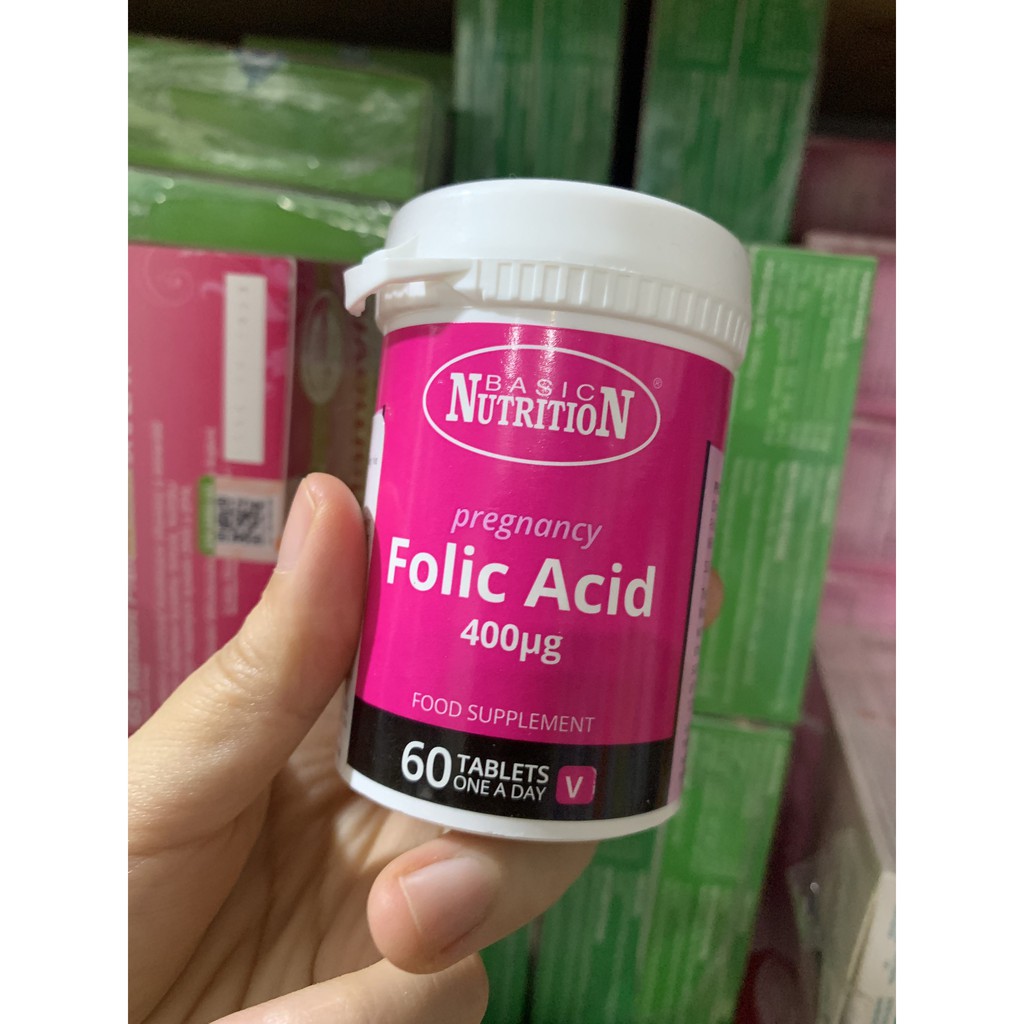 BASIC
NUTRITION
®
pregnancy
Folic Acid
400µg
FOOD SUPPLEMENT
60 TABLETS
ONE A DAY
V